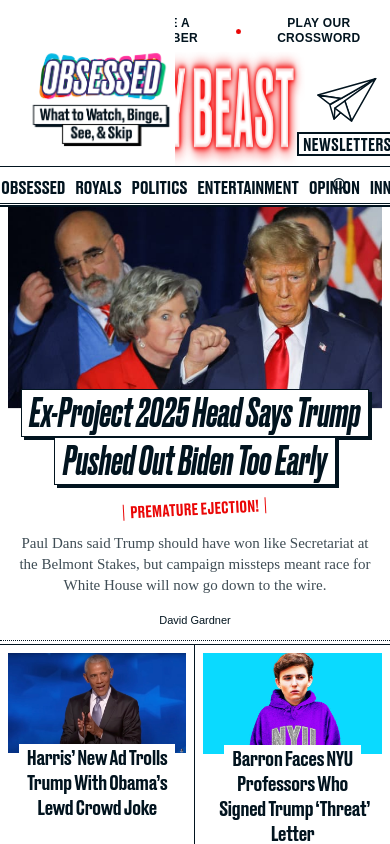 E A
BER
PLAY OUR
CROSSWORD
OBSESSED
What to Watch, Binge,
See, & Skip
Y BEAST
NEWSLETTERS
OBSESSED ROYALS POLITICS ENTERTAINMENT OPINION INN
Ex-Project 2025 Head Says Trump
Pushed Out Biden Too Early
PREMATURE EJECTION!
Paul Dans said Trump should have won like Secretariat at
the Belmont Stakes, but campaign missteps meant race for
White House will now go down to the wire.
David Gardner
Harris’ New Ad Trolls
Trump With Obama’s
Lewd Crowd Joke
Barron Faces NYU
Professors Who
Signed Trump ‘Threat’
Letter